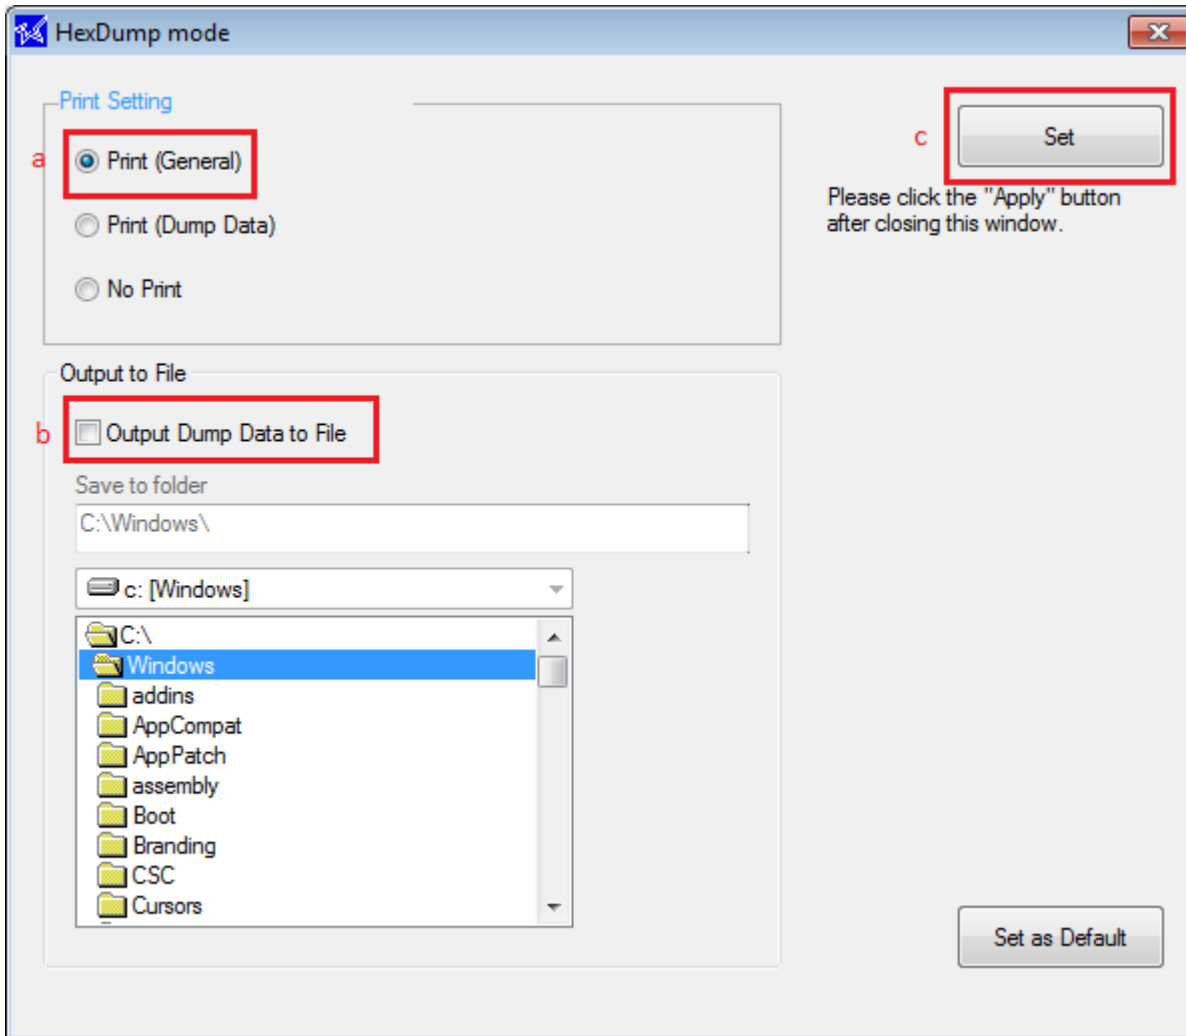 HexDump mode
Print Setting
a
Print (General)
c
Set
Print (Dump Data)
Please click the "Apply" button
after closing this window.
No Print
Output to File
b
Output Dump Data to File
Save to folder
C:\Windows\
c: [Windows]
C:\
Windows
addins
AppCompat
AppPatch
assembly
Boot
Branding
CSC
Cursors
Set as Default